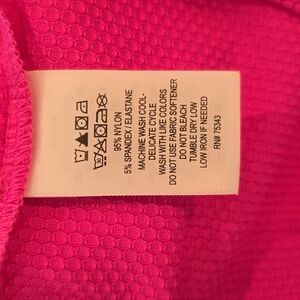 95% NYLON
5% SPANDEX / ELASTANE
MACHINE WASH COOL-
DELICATE CYCLE
WASH WITH LIKE COLORS
DO NOT USE FABRIC SOFTENER
DO NOT BLEACH
TUMBLE DRY LOW
LOW IRON IF NEEDED
RN# 75343